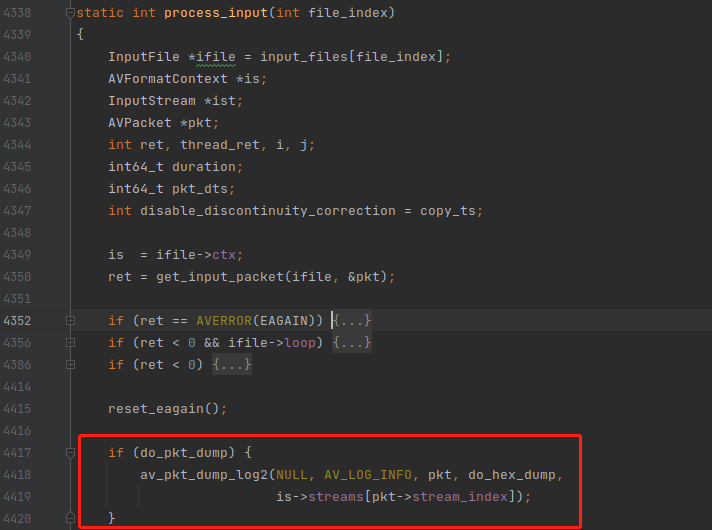 4338 static int process_input(int file_index)
4339 {
4340 InputFile *ifile = input_files[file_index];
4341 AVFormatContext *is;
4342 InputStream *ist;
4343 AVPacket *pkt;
4344 int ret, thread_ret, i, j;
4345 int64_t duration;
4346 int64_t pkt_dts;
4347 int disable_discontinuity_correction = copy_ts;
4348
4349 is = ifile->ctx;
4350 ret = get_input_packet(ifile, &pkt);
4351
4352 if (ret == AVERROR(EAGAIN)) {...}
4356 if (ret < 0 && ifile->loop) {...}
4386 if (ret < 0) {...}
4414
4415 reset_eagain();
4416
4417 if (do_pkt_dump) {
4418 av_pkt_dump_log2(NULL, AV_LOG_INFO, pkt, do_hex_dump,
4419 is->streams[pkt->stream_index]);
4420 }